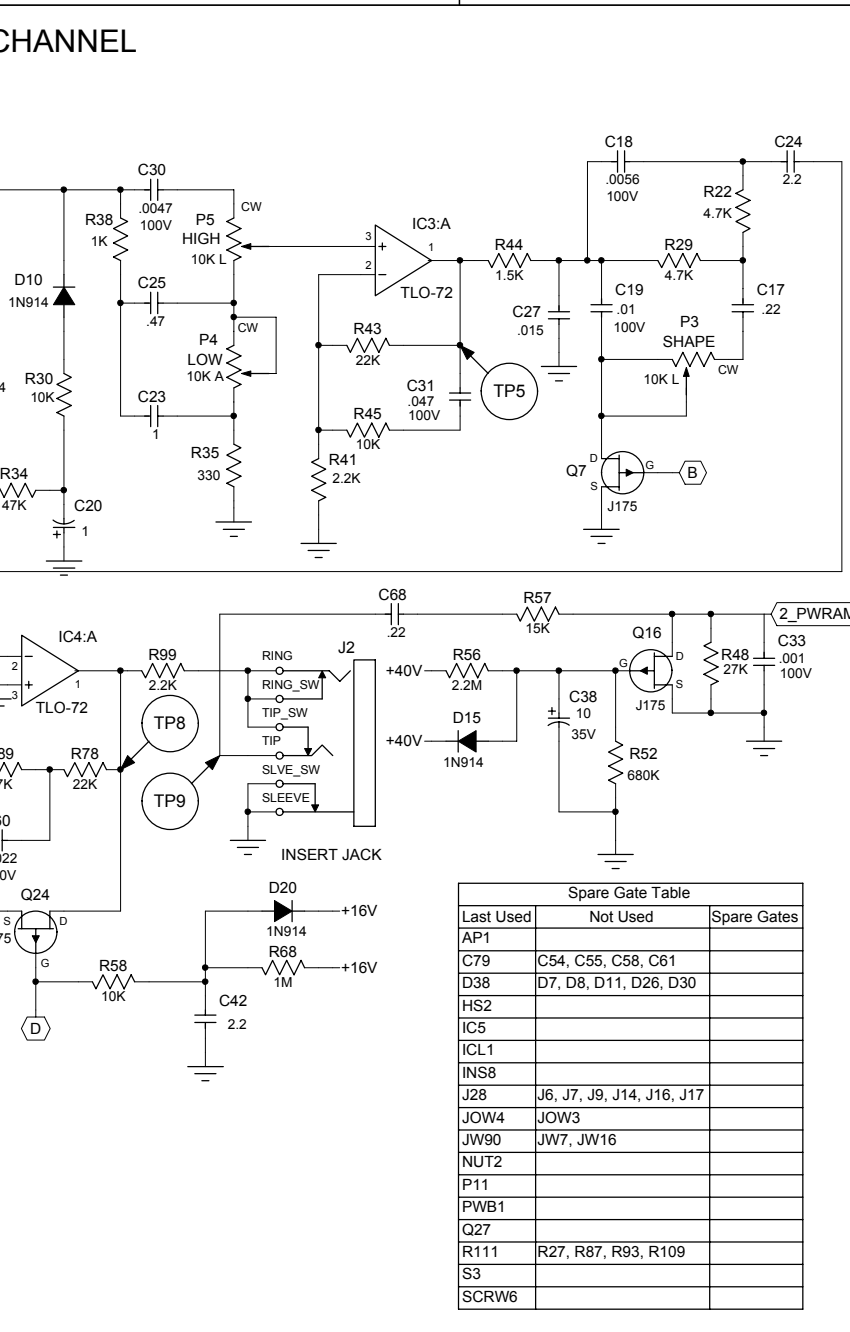 CHANNEL
C30
.0047
100V
CW
R38
1K
P5
HIGH
10K L
D10
1N914
C25
.47
CW
P4
LOW
10K A
R30
10K
C23
1
R35
330
R34
47K
C20
+
1
IC3:A
3
+
2
−
1
TLO-72
R43
22K
C31
.047
100V
TP5
R45
10K
R41
2.2K
R44
1.5K
C27
.015
C18
.0056
100V
C24
2.2
R22
4.7K
R29
4.7K
C19
.01
100V
C17
.22
P3
SHAPE
10K L
CW
Q7
D
S
G
B
J175
IC4:A
2
−
3
+
1
TLO-72
R99
2.2K
TP8
TP9
R78
22K
C68
.22
R57
15K
J2
RING
RING_SW
TIP_SW
TIP
SLVE_SW
SLEEVE
INSERT JACK
+40V
R56
2.2M
+40V
D15
1N914
C38
+
10
35V
R52
680K
Q16
G
D
S
J175
R48
27K
C33
.001
100V
Q24
S
D
G
D
R58
10K
D20
1N914
+16V
R68
1M
+16V
C42
2.2
Spare Gate Table
Last Used Not Used Spare Gates
AP1
C79 C54, C55, C58, C61
D38 D7, D8, D11, D26, D30
HS2
IC5
ICL1
INS8
J28 J6, J7, J9, J14, J16, J17
JOW4 JOW3
JW90 JW7, JW16
NUT2
P11
PWB1
Q27
R111 R27, R87, R93, R109
S3
SCRW6